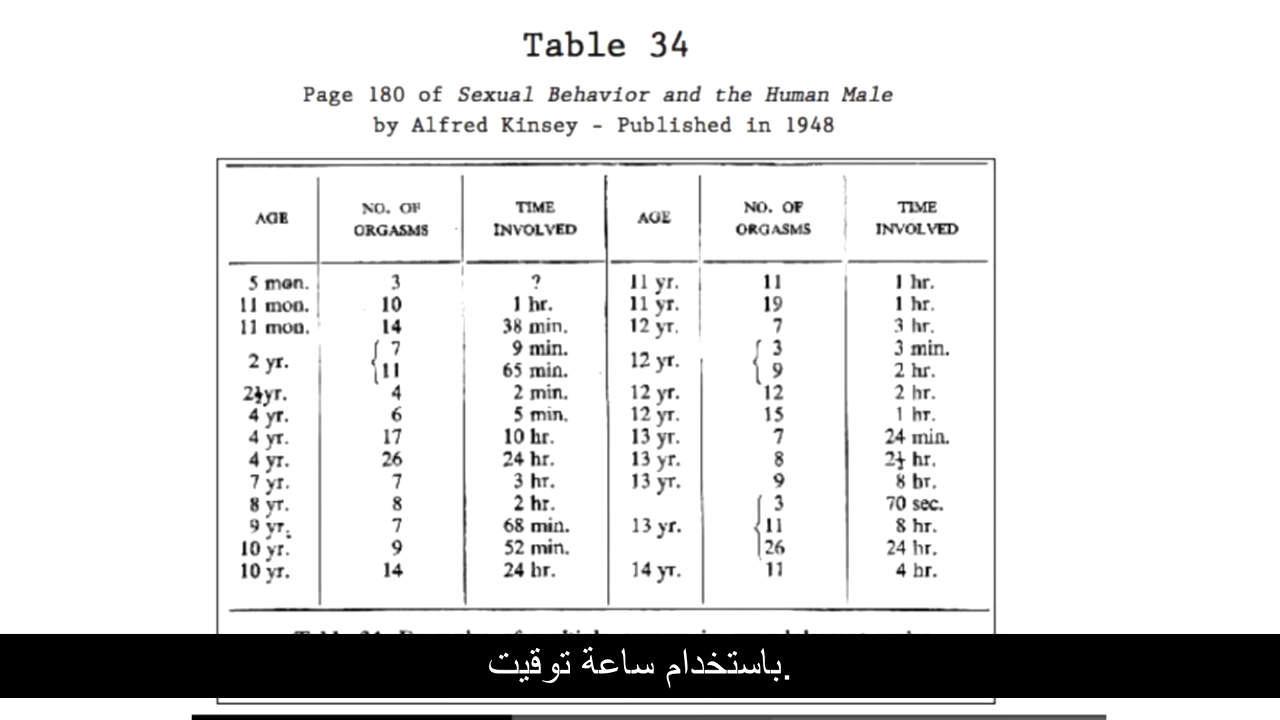 Table 34
Page 180 of Sexual Behavior and the Human Male
by Alfred Kinsey - Published in 1948
AGE NO. OF ORGASMS TIME INVOLVED AGE NO. OF ORGASMS TIME INVOLVED
5 mon. 3 ? 11 yr. 11 1 hr.
11 mon. 10 1 hr. 11 yr. 19 1 hr.
11 mon. 14 38 min. 12 yr. 7 3 hr.
2 yr. 7 9 min. 12 yr. 3 3 min.
11 65 min. 9 2 hr.
2½ yr. 4 2 min. 12 yr. 12 2 hr.
4 yr. 6 5 min. 12 yr. 15 1 hr.
4 yr. 17 10 hr. 13 yr. 7 24 min.
4 yr. 26 24 hr. 13 yr. 8 2½ hr.
7 yr. 7 3 hr. 13 yr. 9 8 hr.
8 yr. 8 2 hr. 3 70 sec.
9 yr. 7 68 min. 13 yr. 11 8 hr.
10 yr. 9 52 min. 26 24 hr.
10 yr. 14 24 hr. 14 yr. 11 4 hr.
باستخدام ساعة توقيت.